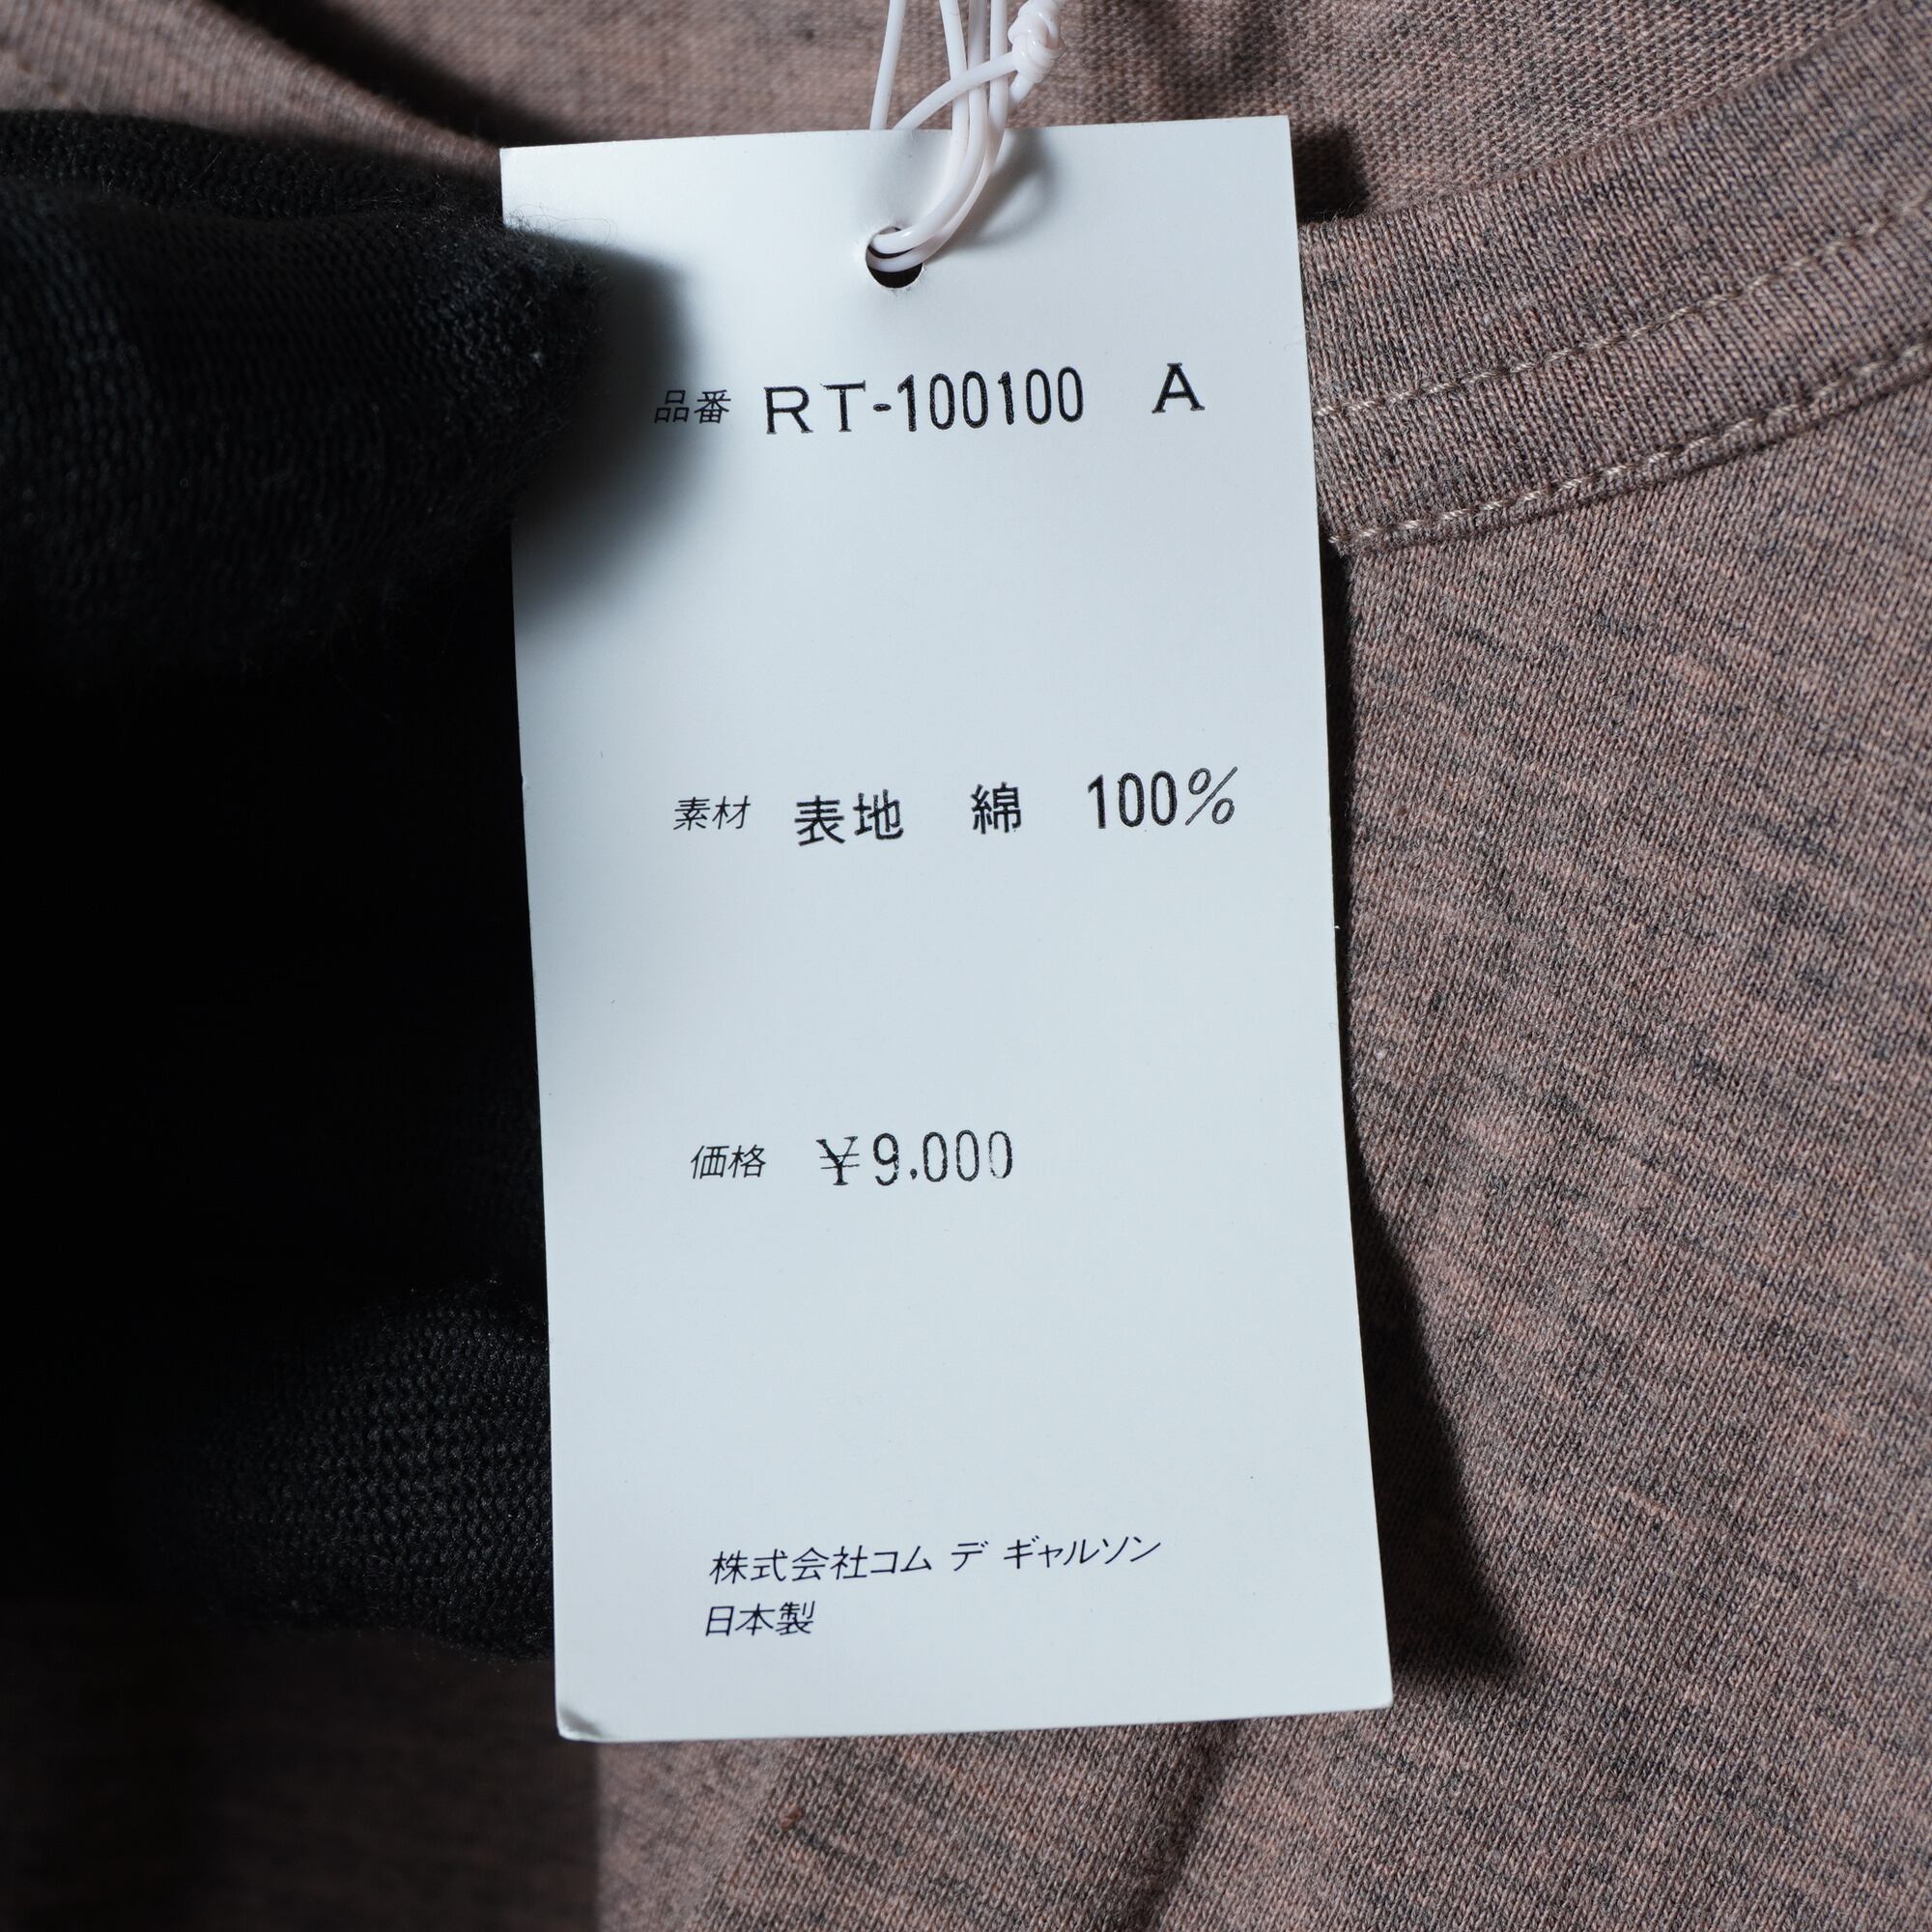 品番 RT-100100 A
素材 表地 綿 100%
価格 ¥9.000
株式会社コム デ ギャルソン
日本製